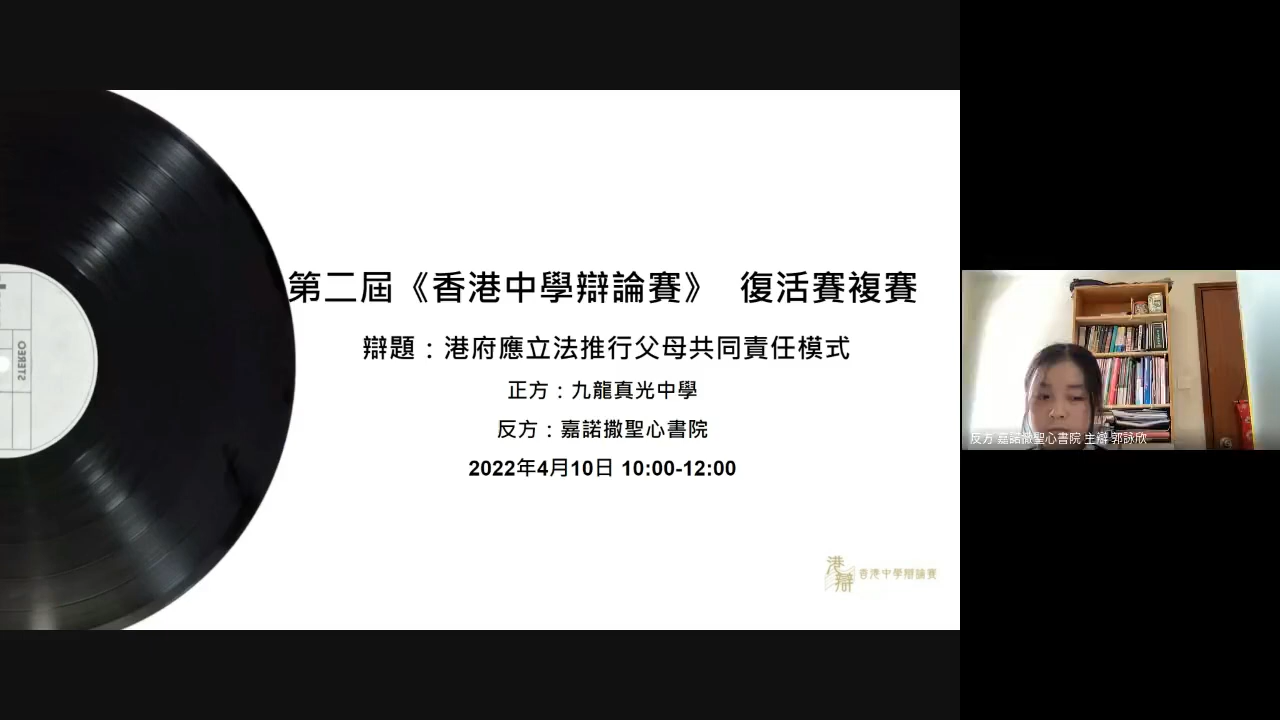 第二屆《香港中學辯論賽》 復活賽複賽
辯題：港府應立法推行父母共同責任模式
正方：九龍真光中學
反方：嘉諾撒聖心書院
2022年4月10日 10:00-12:00
STEREO
港辯 香港中學辯論賽
反方 嘉諾撒聖心書院 主辯 郭詠欣